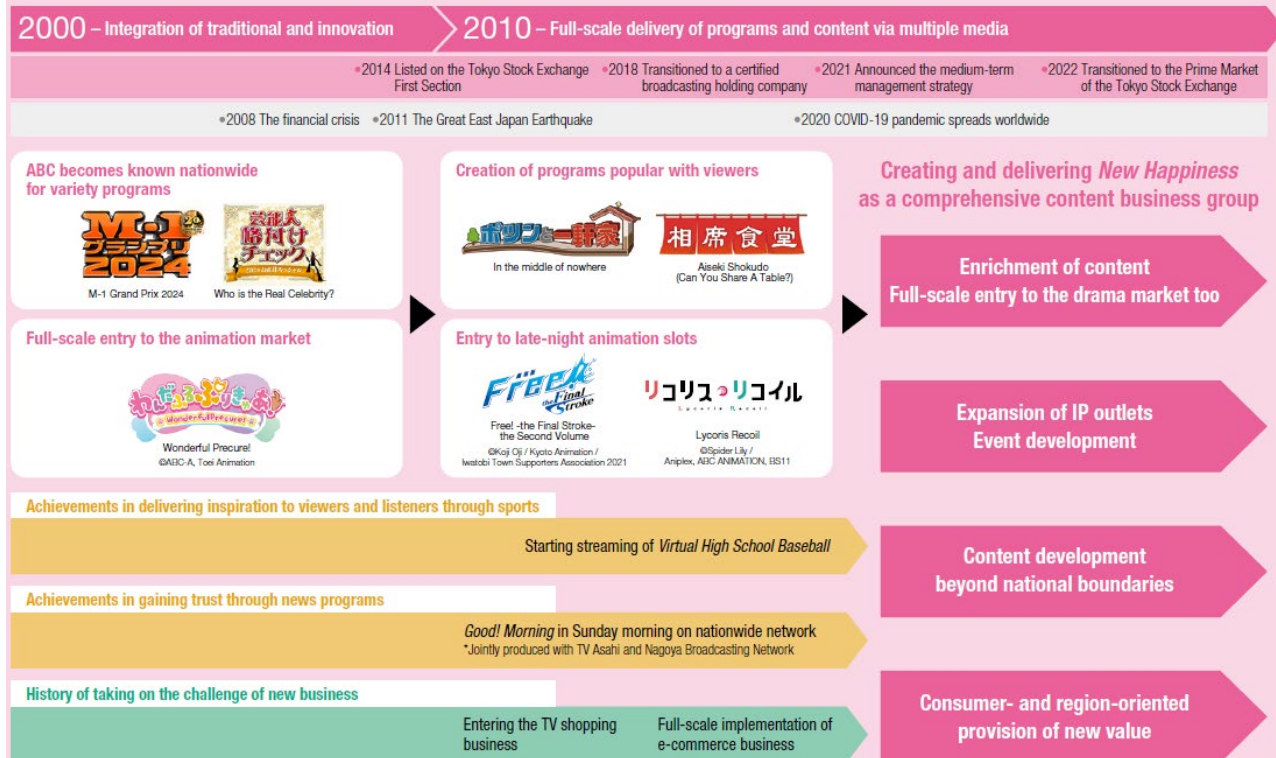 2000 – Integration of traditional and innovation
2010 – Full-scale delivery of programs and content via multiple media
•2014 Listed on the Tokyo Stock Exchange
First Section
•2018 Transitioned to a certified
broadcasting holding company
•2021 Announced the medium-term
management strategy
•2022 Transitioned to the Prime Market
of the Tokyo Stock Exchange
•2008 The financial crisis
•2011 The Great East Japan Earthquake
•2020 COVID-19 pandemic spreads worldwide
ABC becomes known nationwide
for variety programs
M-1
グランプリ
2024
M-1 Grand Prix 2024
芸能人
格付け
チェック
Who is the Real Celebrity?
Full-scale entry to the animation market
わんだふるぷりきゅあ!
WonderfulPrecure!
Wonderful Precure!
©ABC-A, Toei Animation
Creation of programs popular with viewers
ポツンと一軒家
In the middle of nowhere
相席食堂
Aiseki Shokudo
(Can You Share A Table?)
Entry to late-night animation slots
Free!
the Final
Stroke
Free! -the Final Stroke-
the Second Volume
©Koji Oji / Kyoto Animation /
Iwatobi Town Supporters Association 2021
リコリス・リコイル
Lycoris Recoil
Lycoris Recoil
©Spider Lily /
Aniplex, ABC ANIMATION, BS11
Creating and delivering New Happiness
as a comprehensive content business group
Enrichment of content
Full-scale entry to the drama market too
Expansion of IP outlets
Event development
Content development
beyond national boundaries
Consumer- and region-oriented
provision of new value
Achievements in delivering inspiration to viewers and listeners through sports
Starting streaming of Virtual High School Baseball
Achievements in gaining trust through news programs
Good! Morning in Sunday morning on nationwide network
*Jointly produced with TV Asahi and Nagoya Broadcasting Network
History of taking on the challenge of new business
Entering the TV shopping
business
Full-scale implementation of
e-commerce business